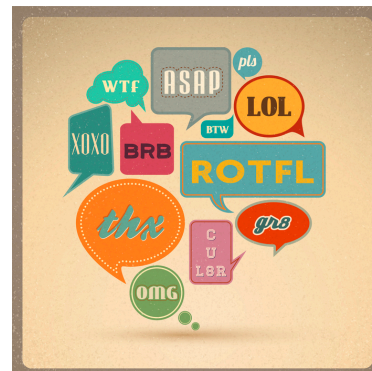 pls
WTf
ASAP
LOL
BTW
XOXO
BRB
ROTFL
thx
gr8
C
U
L8R
OMG